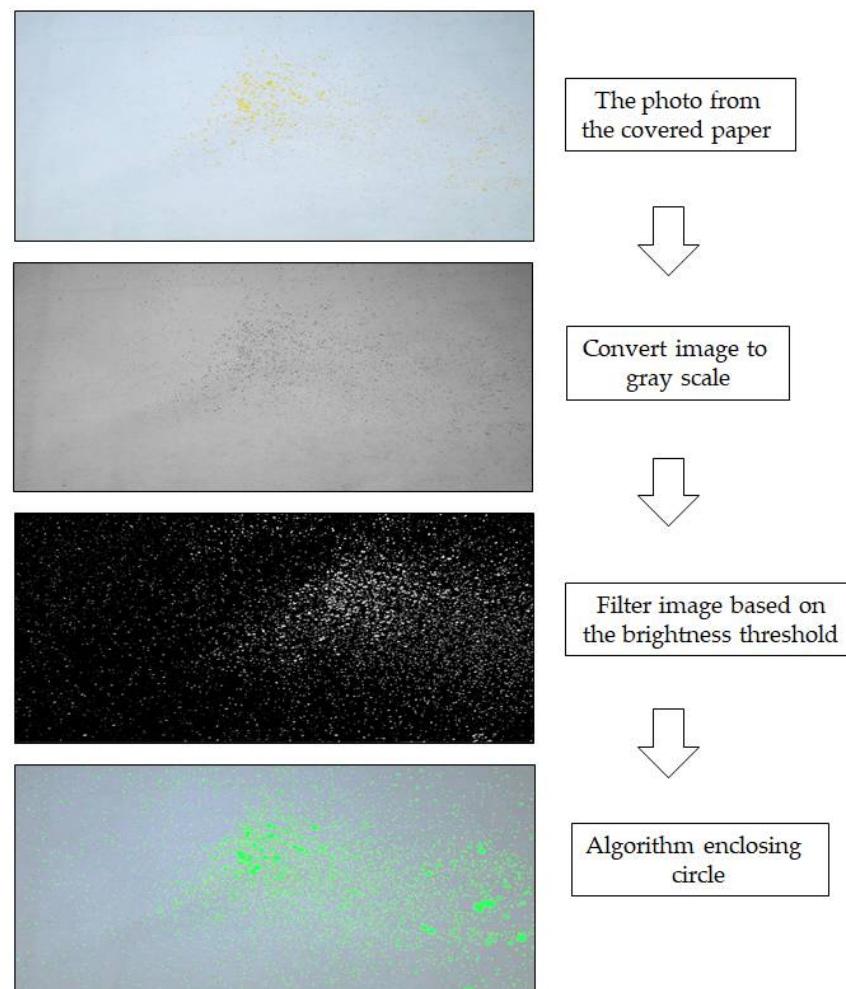 The photo from
the covered paper
Convert image to
gray scale
Filter image based on
the brightness threshold
Algorithm enclosing
circle